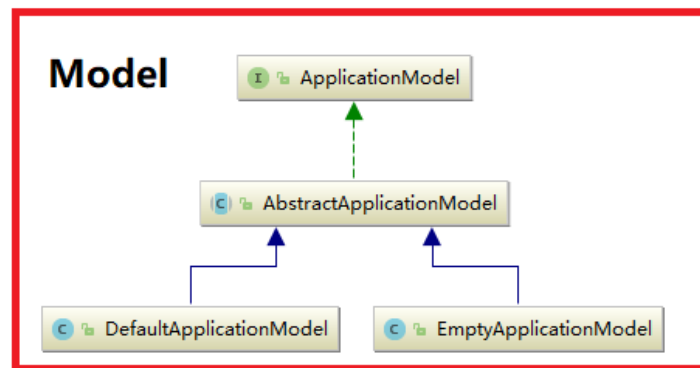 Model
I ApplicationModel
C AbstractApplicationModel
C DefaultApplicationModel
C EmptyApplicationModel